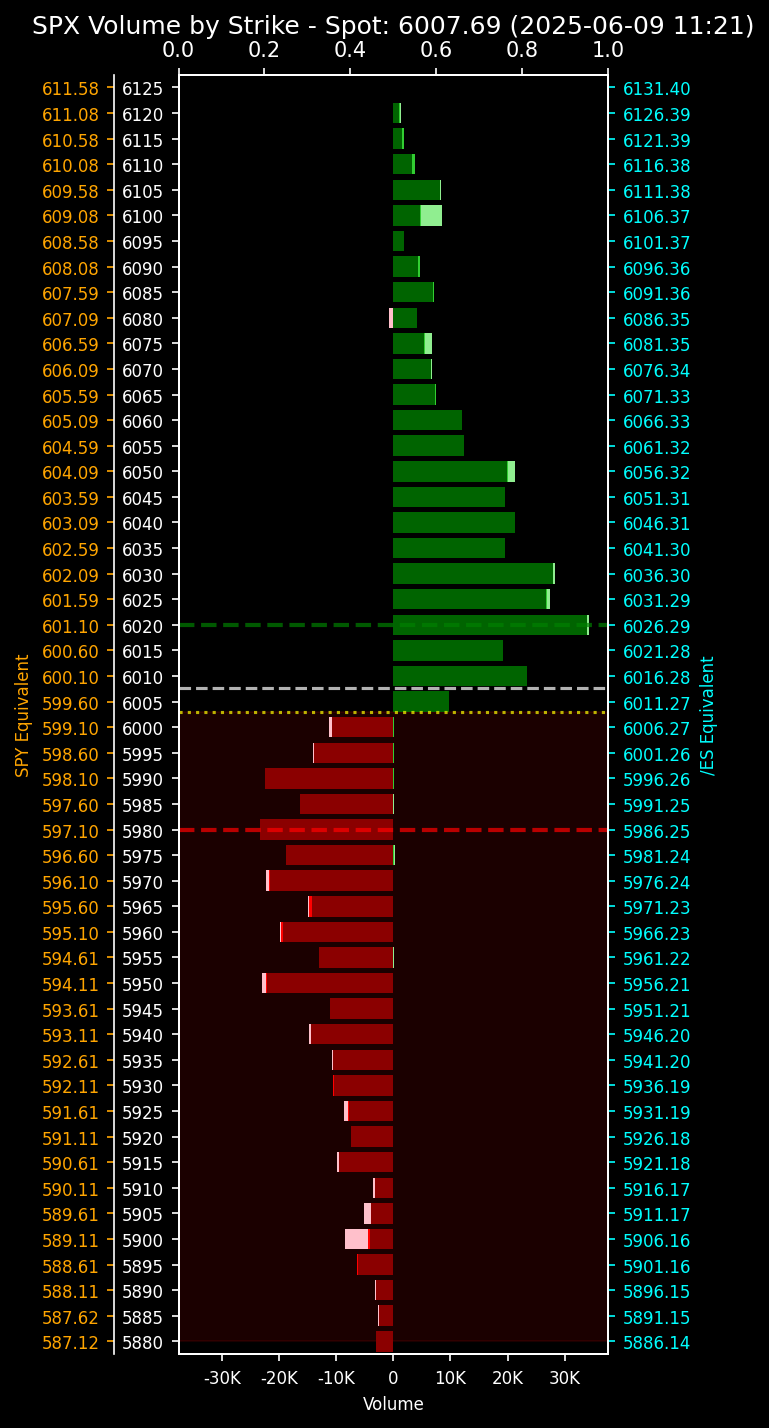 SPX Volume by Strike - Spot: 6007.69 (2025-06-09 11:21)
0.0 0.2 0.4 0.6 0.8 1.0
611.58 6125 6131.40
611.08 6120 6126.39
610.58 6115 6121.39
610.08 6110 6116.38
609.58 6105 6111.38
609.08 6100 6106.37
608.58 6095 6101.37
608.08 6090 6096.36
607.59 6085 6091.36
607.09 6080 6086.35
606.59 6075 6081.35
606.09 6070 6076.34
605.59 6065 6071.33
605.09 6060 6066.33
604.59 6055 6061.32
604.09 6050 6056.32
603.59 6045 6051.31
603.09 6040 6046.31
602.59 6035 6041.30
602.09 6030 6036.30
601.59 6025 6031.29
601.10 6020 6026.29
600.60 6015 6021.28
600.10 6010 6016.28
599.60 6005 6011.27
599.10 6000 6006.27
598.60 5995 6001.26
598.10 5990 5996.26
597.60 5985 5991.25
597.10 5980 5986.25
596.60 5975 5981.24
596.10 5970 5976.24
595.60 5965 5971.23
595.10 5960 5966.23
594.61 5955 5961.22
594.11 5950 5956.21
593.61 5945 5951.21
593.11 5940 5946.20
592.61 5935 5941.20
592.11 5930 5936.19
591.61 5925 5931.19
591.11 5920 5926.18
590.61 5915 5921.18
590.11 5910 5916.17
589.61 5905 5911.17
589.11 5900 5906.16
588.61 5895 5901.16
588.11 5890 5896.15
587.62 5885 5891.15
587.12 5880 5886.14
SPY Equivalent
/ES Equivalent
-30K -20K -10K 0 10K 20K 30K
Volume